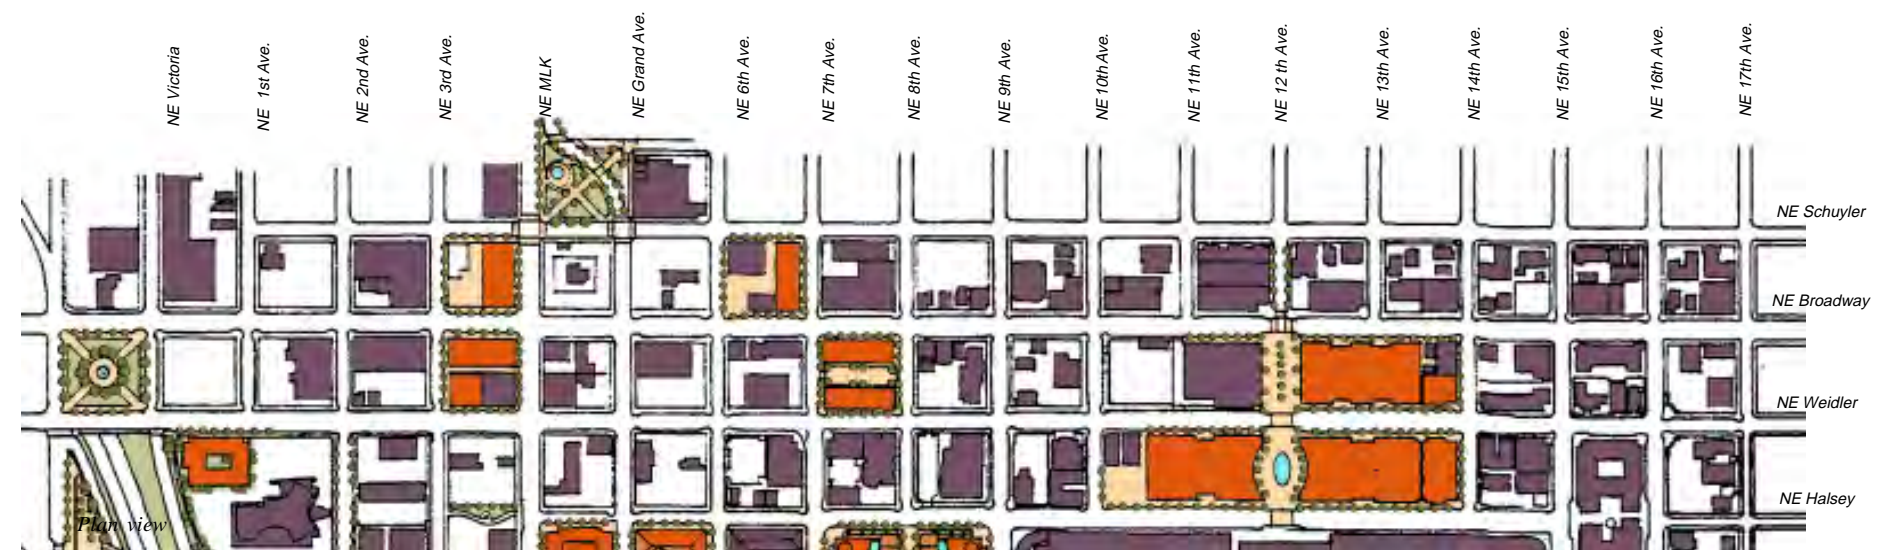 NE Victoria
NE 1st Ave.
NE 2nd Ave.
NE 3rd Ave.
NE MLK
NE Grand Ave.
NE 6th Ave.
NE 7th Ave.
NE 8th Ave.
NE 9th Ave.
NE 10th Ave.
NE 11th Ave.
NE 12 th Ave.
NE 13th Ave.
NE 14th Ave.
NE 15th Ave.
NE 16th Ave.
NE 17th Ave.
NE Schuyler
NE Broadway
NE Weidler
NE Halsey
Plan view